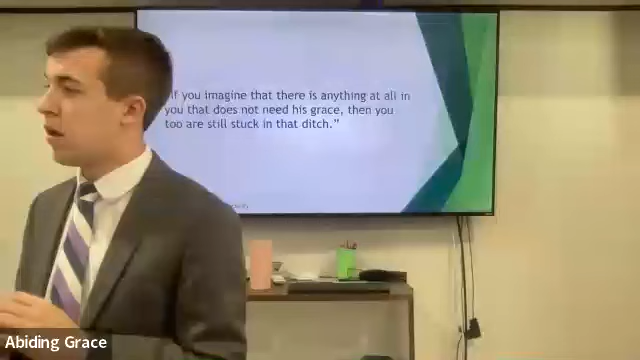 if you imagine that there is anything at all in
you that does not need his grace, then you
too are still stuck in that ditch.”
Abiding Grace